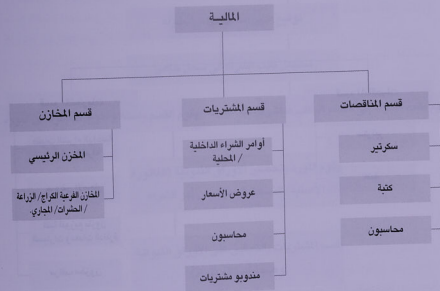 المالية
قسم المناقصات
سكرتير
كتبة
محاسبون
قسم المشتريات
أوامر الشراء الداخلية
/ المحلية
عروض الأسعار
محاسبون
مندوبو مشتريات
قسم المخازن
المخزن الرئيسي
المخازن الفرعية الكراج/ الزراعة
/ الحشرات/ المجاري.